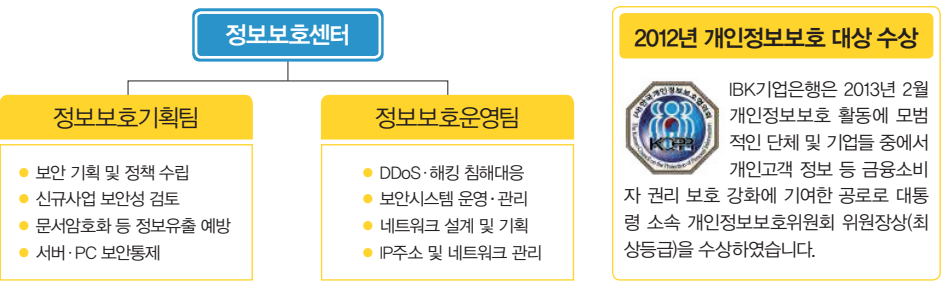 정보보호센터
정보보호기획팀
• 보안 기획 및 정책 수립
• 신규사업 보안성 검토
• 문서암호화 등 정보유출 예방
• 서버·PC 보안통제
정보보호운영팀
• DDoS·해킹 침해대응
• 보안시스템 운영·관리
• 네트워크 설계 및 기획
• IP주소 및 네트워크 관리
2012년 개인정보보호 대상 수상
IBK기업은행은 2013년 2월
개인정보보호 활동에 모범
적인 단체 및 기업들 중에서
개인고객 정보 등 금융소비
자 권리 보호 강화에 기여한 공로로 대통
령 소속 개인정보보호위원회 위원장상(최
상등급)을 수상하였습니다.